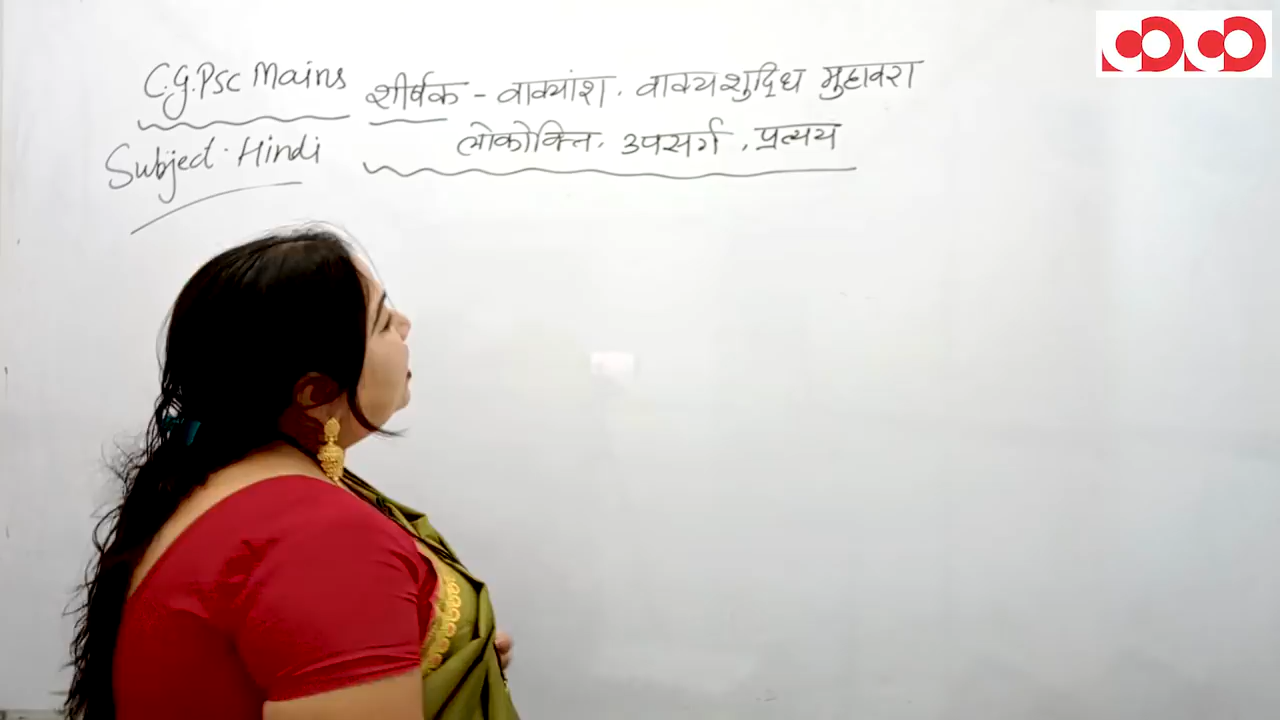 C.G.Psc Mains
Subject. Hindi
शीर्षक - वाक्यांश, वाक्यशुद्धि मुहावरा
लोकोक्ति, उपसर्ग, प्रत्यय